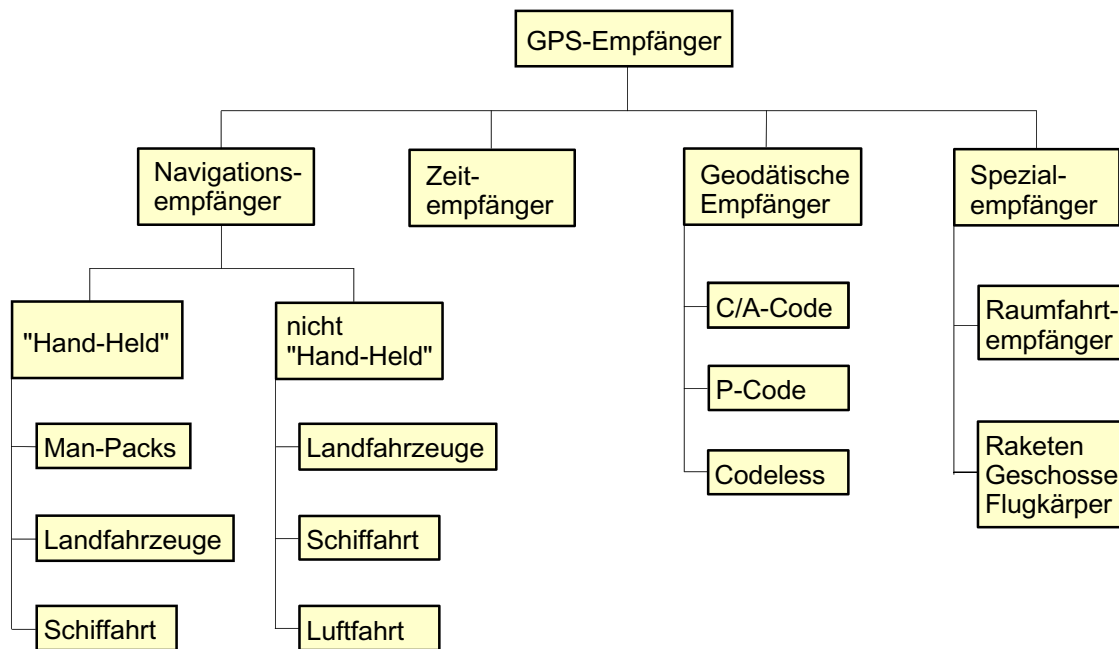 GPS-Empfänger
Navigations-
empfänger
Zeit-
empfänger
Geodätische
Empfänger
Spezial-
empfänger
"Hand-Held"
nicht
"Hand-Held"
C/A-Code
Raumfahrt-
empfänger
P-Code
Man-Packs
Landfahrzeuge
Codeless
Raketen
Geschosse
Flugkärper
Landfahrzeuge
Schiffahrt
Schiffahrt
Luftfahrt